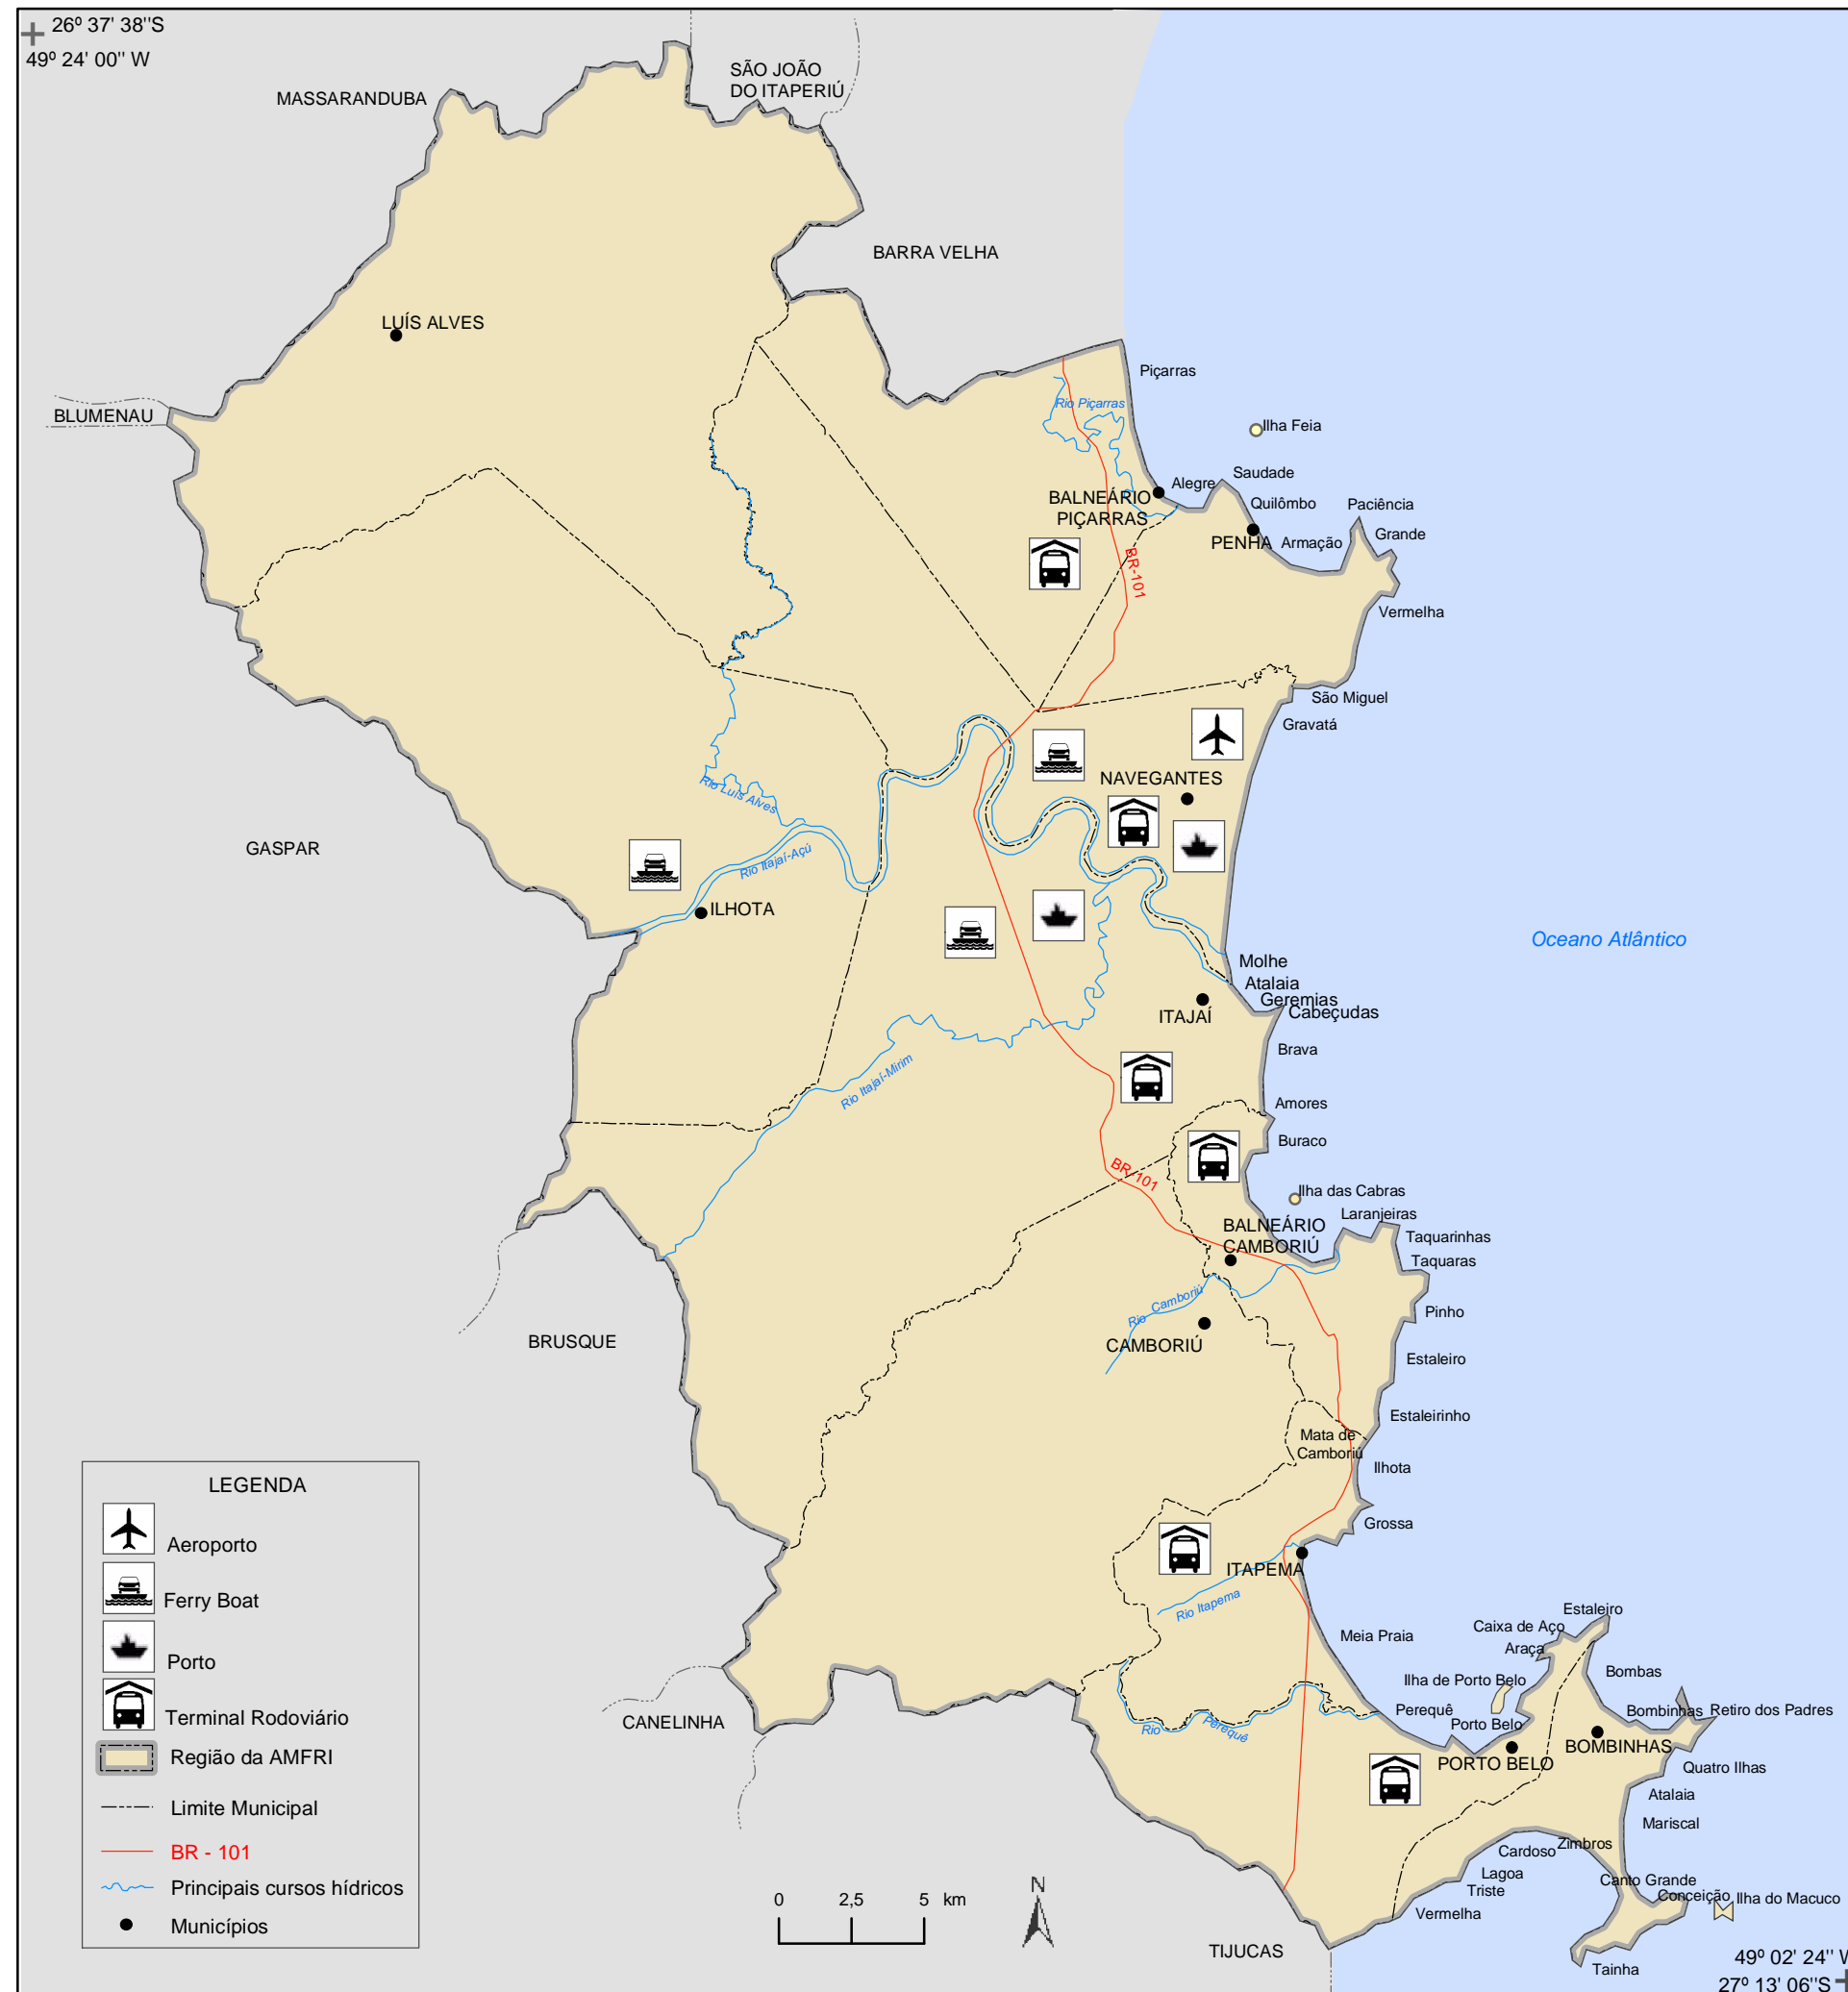 26º 37' 38''S
49º 24' 00'' W
SÃO JOÃO
DO ITAPERIÚ
MASSARANDUBA
BARRA VELHA
LUÍS ALVES
Piçarras
Rio Piçarras
BLUMENAU
Ilha Feia
Saudade
Alegre
BALNEÁRIO
PIÇARRAS
Quilômbo
Paciência
Grande
PENHA
Armação
BR-101
Vermelha
São Miguel
Gravatá
NAVEGANTES
Rio Luís Alves
GASPAR
Rio Itajaí-Açú
ILHOTA
Oceano Atlântico
Molhe
Atalaia
Geremias
Cabeçudas
ITAJAÍ
Brava
Rio Itajaí-Mirim
Amores
Buraco
BR-101
Ilha das Cabras
Laranjeiras
BALNEÁRIO
CAMBORIÚ
Taquarinhas
Taquaras
Rio Camboriú
Pinho
BRUSQUE
CAMBORIÚ
Estaleiro
Estaleirinho
Mata de
Camboriú
Ilhota
Grossa
ITAPEMA
Rio Itapema
Estaleiro
Caixa de Aço
Meia Praia
Araça
Bombas
Ilha de Porto Belo
Perequê
Bombinhas
Retiro dos Padres
CANELINHA
Rio Perequê
Porto Belo
BOMBINHAS
PORTO BELO
Quatro Ilhas
Atalaia
Mariscal
Zimbros
Cardoso
Lagoa
Triste
Canto Grande
Conceição
Ilha do Macuco
Vermelha
TIJUCAS
Tainha
LEGENDA
Aeroporto
Ferry Boat
Porto
Terminal Rodoviário
Região da AMFRI
Limite Municipal
BR - 101
Principais cursos hídricos
Municípios
0 2,5 5 km
N
49º 02' 24'' W
27º 13' 06''S